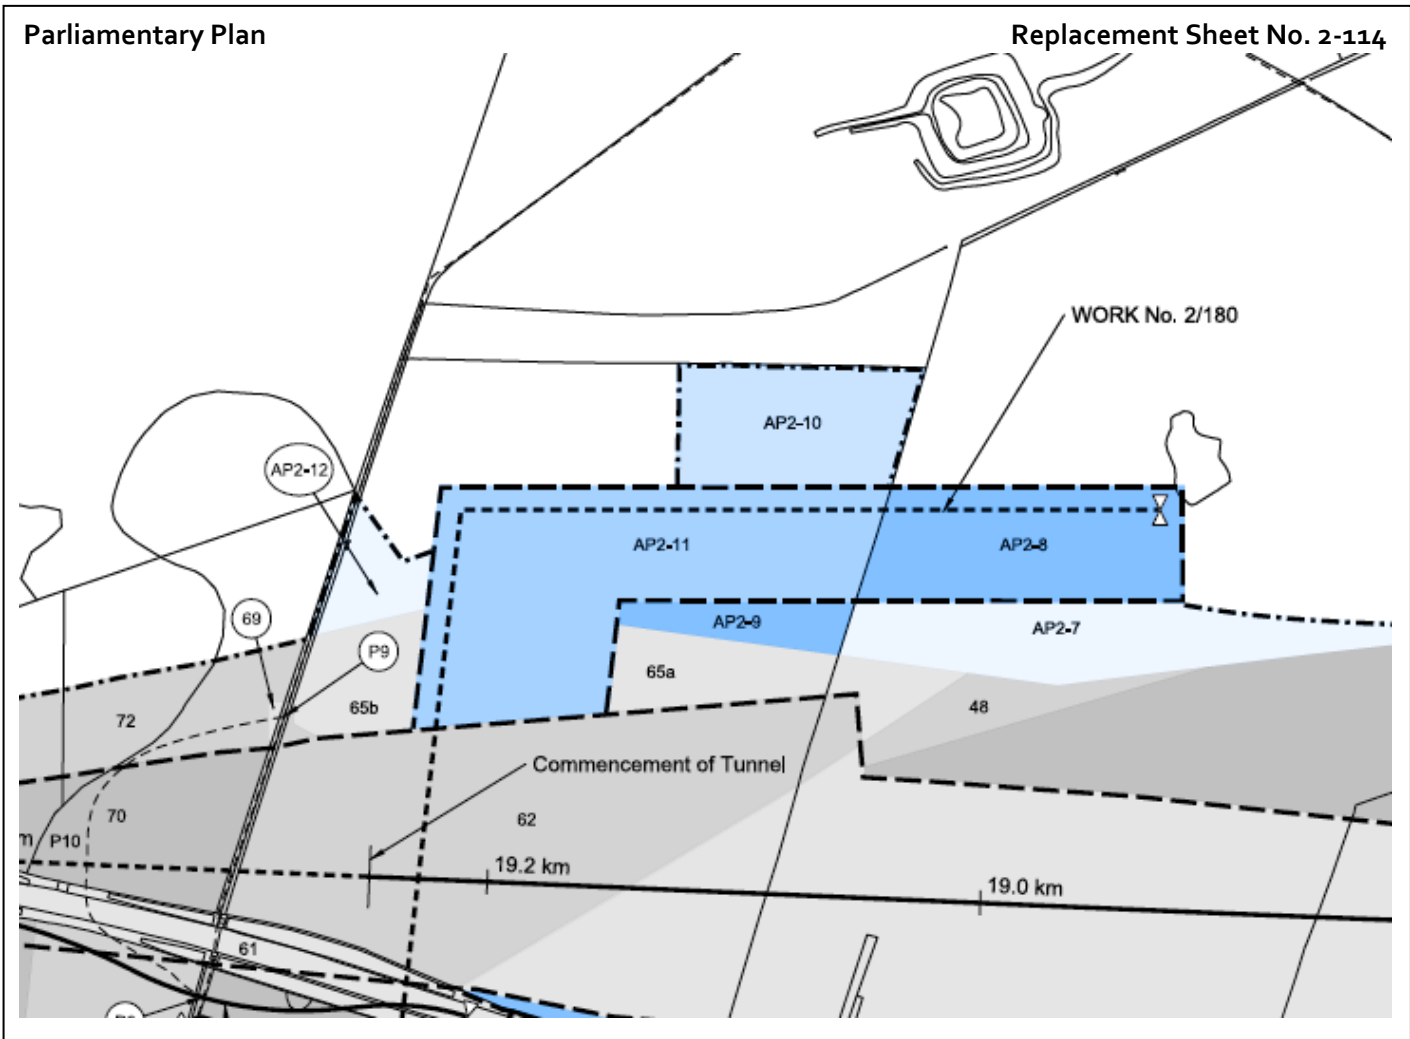 Parliamentary Plan
Replacement Sheet No. 2-114
WORK No. 2/180
AP2-10
AP2-12
AP2-11
AP2-8
69
AP2-9
AP2-7
P9
65a
65b
72
48
Commencement of Tunnel
70
62
m P10
19.2 km
19.0 km
61